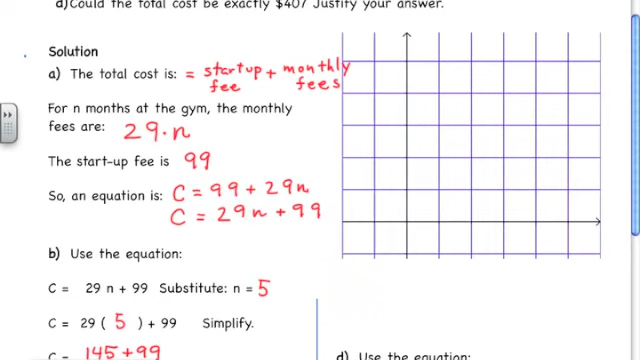 d)Could the total cost be exactly $407 Justify your answer.
Solution
a) The total cost is: = startup fee + monthly fees
For n months at the gym, the monthly
fees are: 29·n
The start-up fee is 99
So, an equation is: C = 99 + 29n
C = 29n + 99
b) Use the equation:
C = 29 n + 99 Substitute: n = 5
C = 29 ( 5 ) + 99 Simplify.
C = 145 + 99
d) Use the equation: